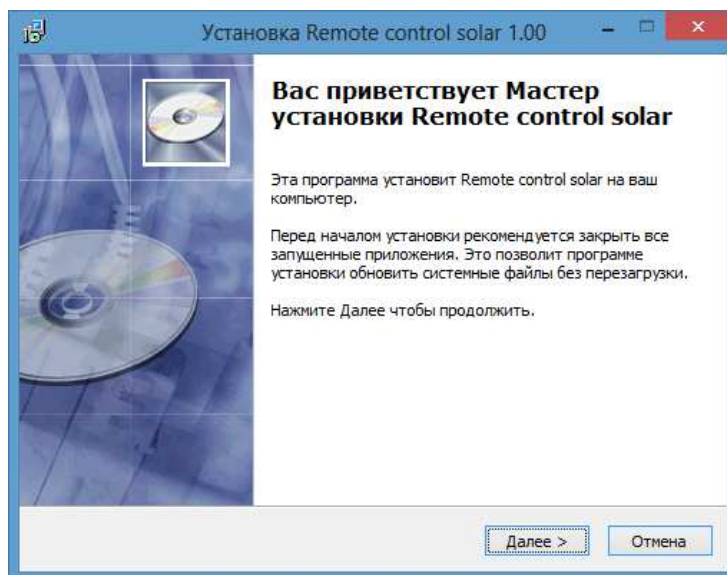 Установка Remote control solar 1.00
Вас приветствует Мастер
установки Remote control solar
Эта программа установит Remote control solar на ваш
компьютер.
Перед началом установки рекомендуется закрыть все
запущенные приложения. Это позволит программе
установки обновить системные файлы без перезагрузки.
Нажмите Далее чтобы продолжить.
Далее >
Отмена